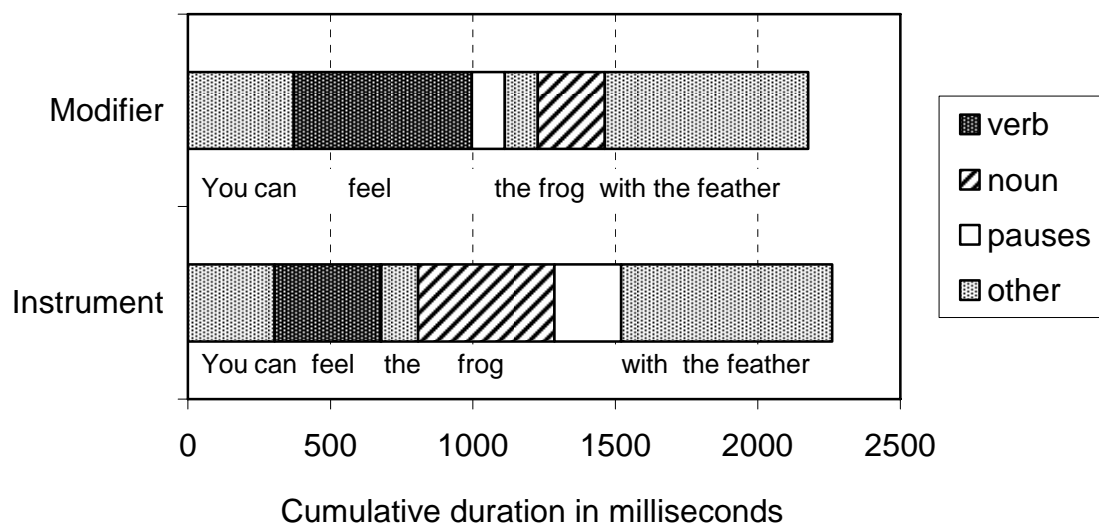 Modifier
You can feel the frog with the feather
Instrument
You can feel the frog with the feather
0 500 1000 1500 2000 2500
Cumulative duration in milliseconds
verb
noun
pauses
other